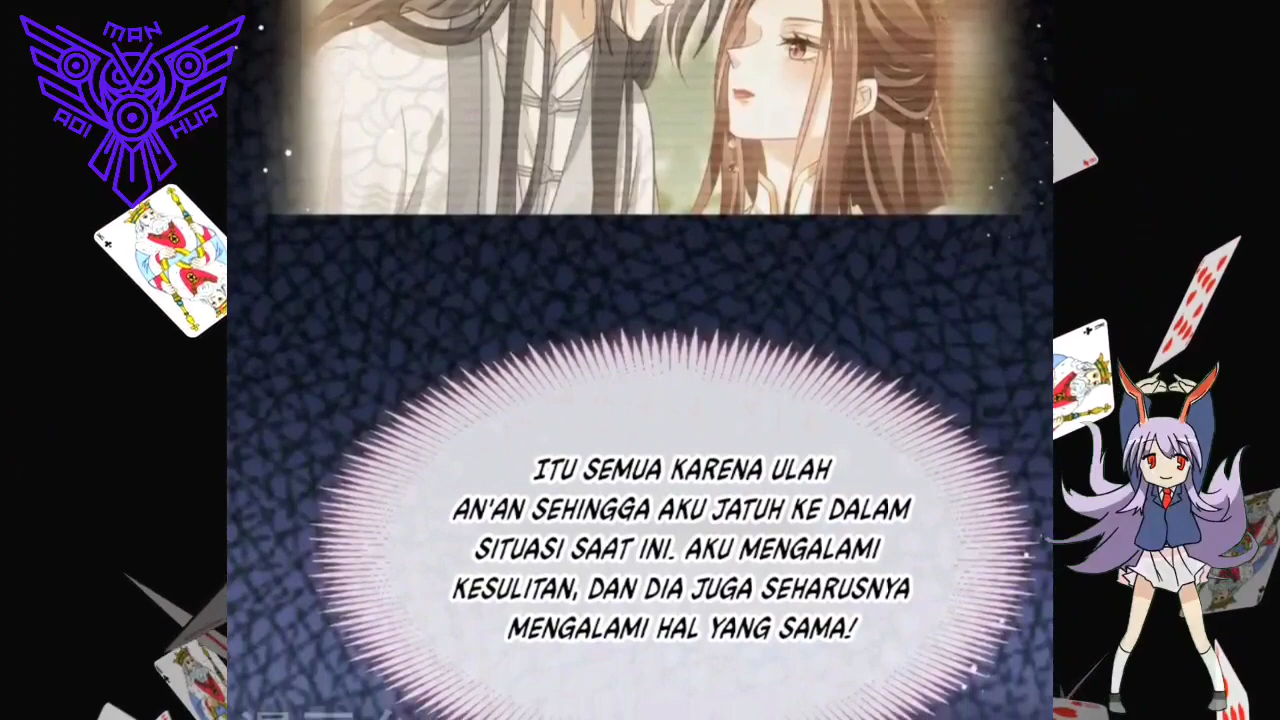 MAN
AOI HUA
ITU SEMUA KARENA ULAH
AN'AN SEHINGGA AKU JATUH KE DALAM
SITUASI SAAT INI. AKU MENGALAMI
KESULITAN, DAN DIA JUGA SEHARUSNYA
MENGALAMI HAL YANG SAMA!